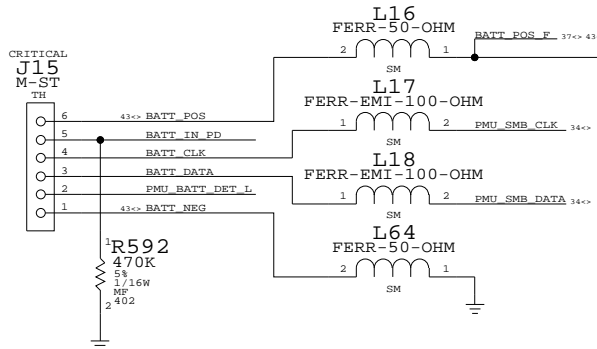 L16
FERR-50-OHM
2
1
SM
BATT_POS_F 37<> 43
CRITICAL
J15
M-ST
TH
6
43<> BATT_POS
5
BATT_IN_PD
4
BATT_CLK
3
BATT_DATA
2
PMU_BATT_DET_L
1
43<> BATT_NEG
L17
FERR-EMI-100-OHM
1
2
SM
PMU_SMB_CLK 34<>
L18
FERR-EMI-100-OHM
1
2
SM
PMU_SMB_DATA 34<>
L64
FERR-50-OHM
2
1
SM
1
R592
470K
5%
1/16W
MF
402
2